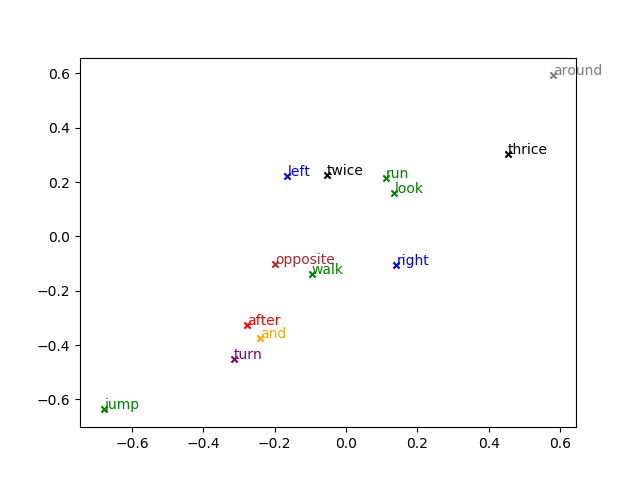 around
0.6
0.4
thrice
left
twice
run
look
0.2
0.0
opposite
walk
right
−0.2
after
and
turn
−0.4
jump
−0.6
−0.6
−0.4
−0.2
0.0
0.2
0.4
0.6